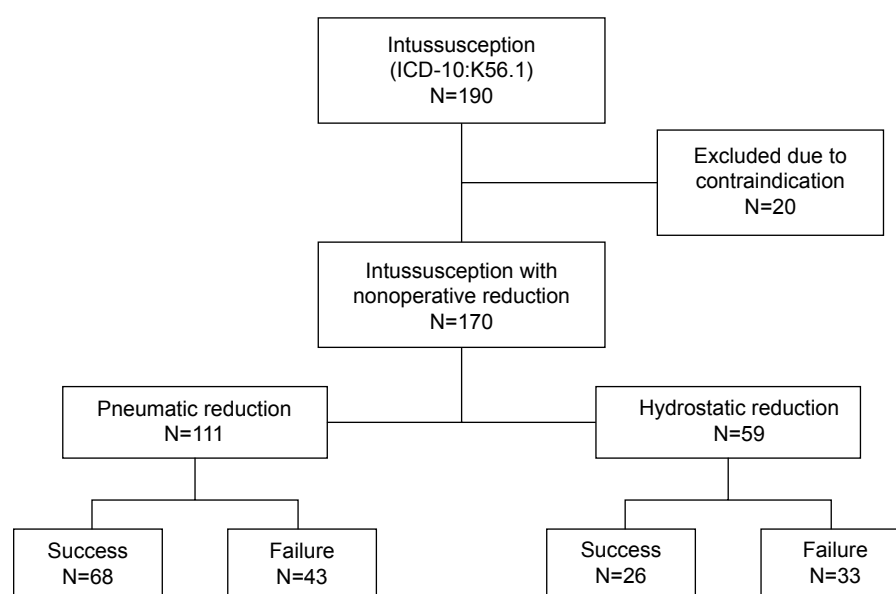 Intussusception
(ICD-10:K56.1)
N=190
Excluded due to
contraindication
N=20
Intussusception with
nonoperative reduction
N=170
Pneumatic reduction
N=111
Hydrostatic reduction
N=59
Success
N=68
Failure
N=43
Success
N=26
Failure
N=33